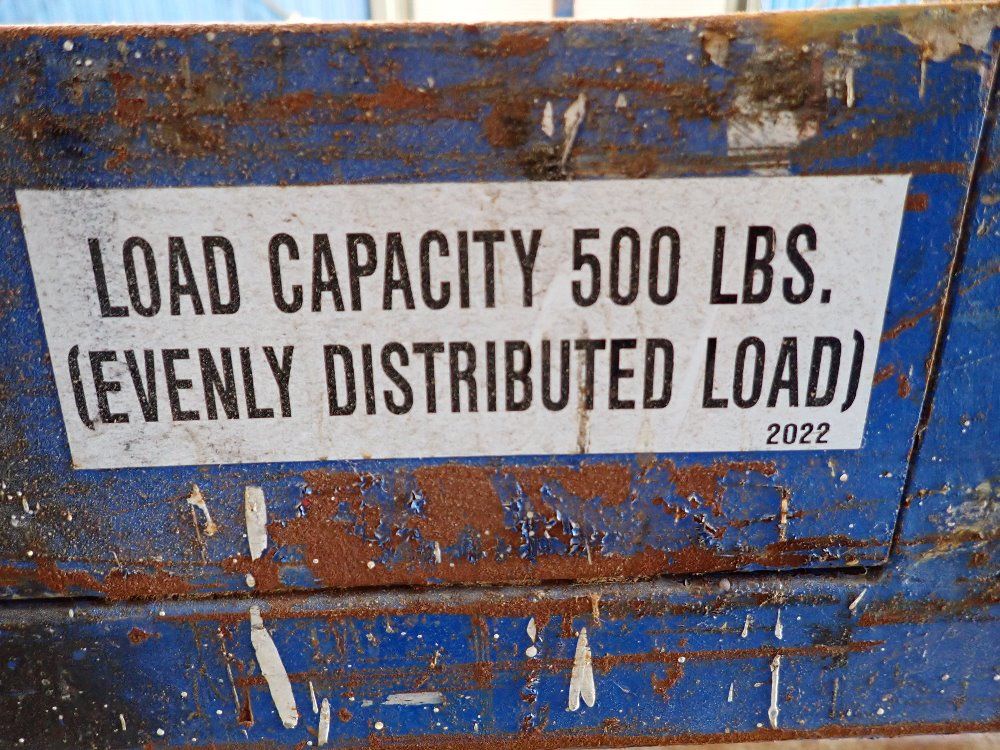 LOAD CAPACITY 500 LBS.
(EVENLY DISTRIBUTED LOAD)
2022